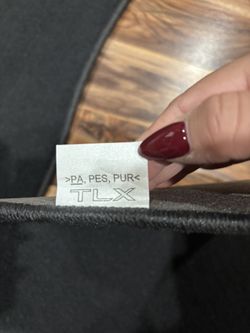 >PA, PES, PUR<
TLX